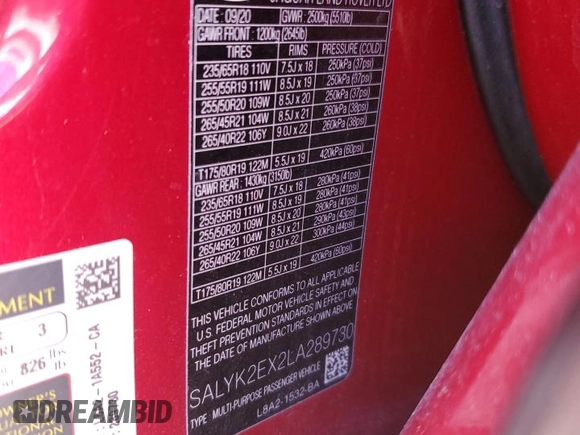 JAGUAR LAND ROVER LTD
DATE : 09/20 GVWR : 2500kg (5510lb)
GAWR FRONT : 1200kg (2645lb)
TIRES RIMS PRESSURE (COLD)
235/65R18 110V 7.5J x 18 250kPa (37psi)
255/55R19 111W 8.5J x 19 250kPa (37psi)
255/50R20 109W 8.5J x 20 250kPa (37psi)
265/45R21 104W 8.5J x 21 260kPa (38psi)
265/40R22 106Y 9.0J x 22 260kPa (38psi)
T175/80R19 122M 5.5J x 19 420kPa (60psi)
GAWR REAR : 1430kg (3150lb)
235/65R18 110V 7.5J x 18 280kPa (41psi)
255/55R19 111W 8.5J x 19 280kPa (41psi)
255/50R20 109W 8.5J x 20 280kPa (41psi)
265/45R21 104W 8.5J x 21 290kPa (43psi)
265/40R22 106Y 9.0J x 22 300kPa (44psi)
T175/80R19 122M 5.5J x 19 420kPa (60psi)
THIS VEHICLE CONFORMS TO ALL APPLICABLE
U.S. FEDERAL MOTOR VEHICLE SAFETY AND
THEFT PREVENTION STANDARDS IN EFFECT ON
THE DATE OF MANUFACTURE SHOWN ABOVE
SALYK2EX2LA289730
TYPE : MULTI-PURPOSE PASSENGER VEHICLE
L8A2-1532-BA
3
826 lbs
-1A552-CA
DREAMBID